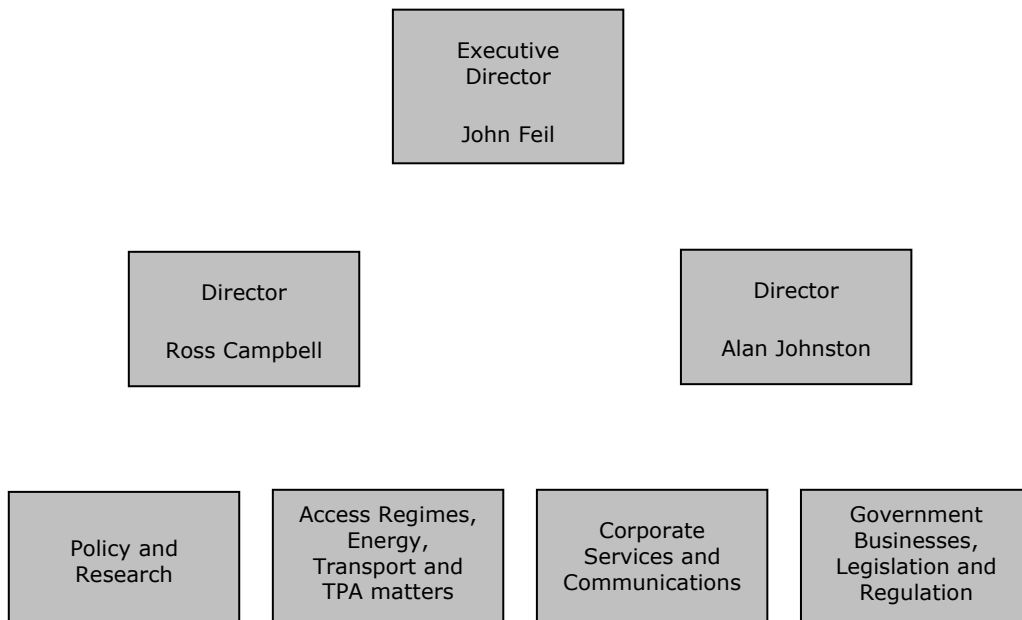 Executive
Director
John Feil
Director
Ross Campbell
Director
Alan Johnston
Policy and
Research
Access Regimes,
Energy,
Transport and
TPA matters
Corporate
Services and
Communications
Government
Businesses,
Legislation and
Regulation